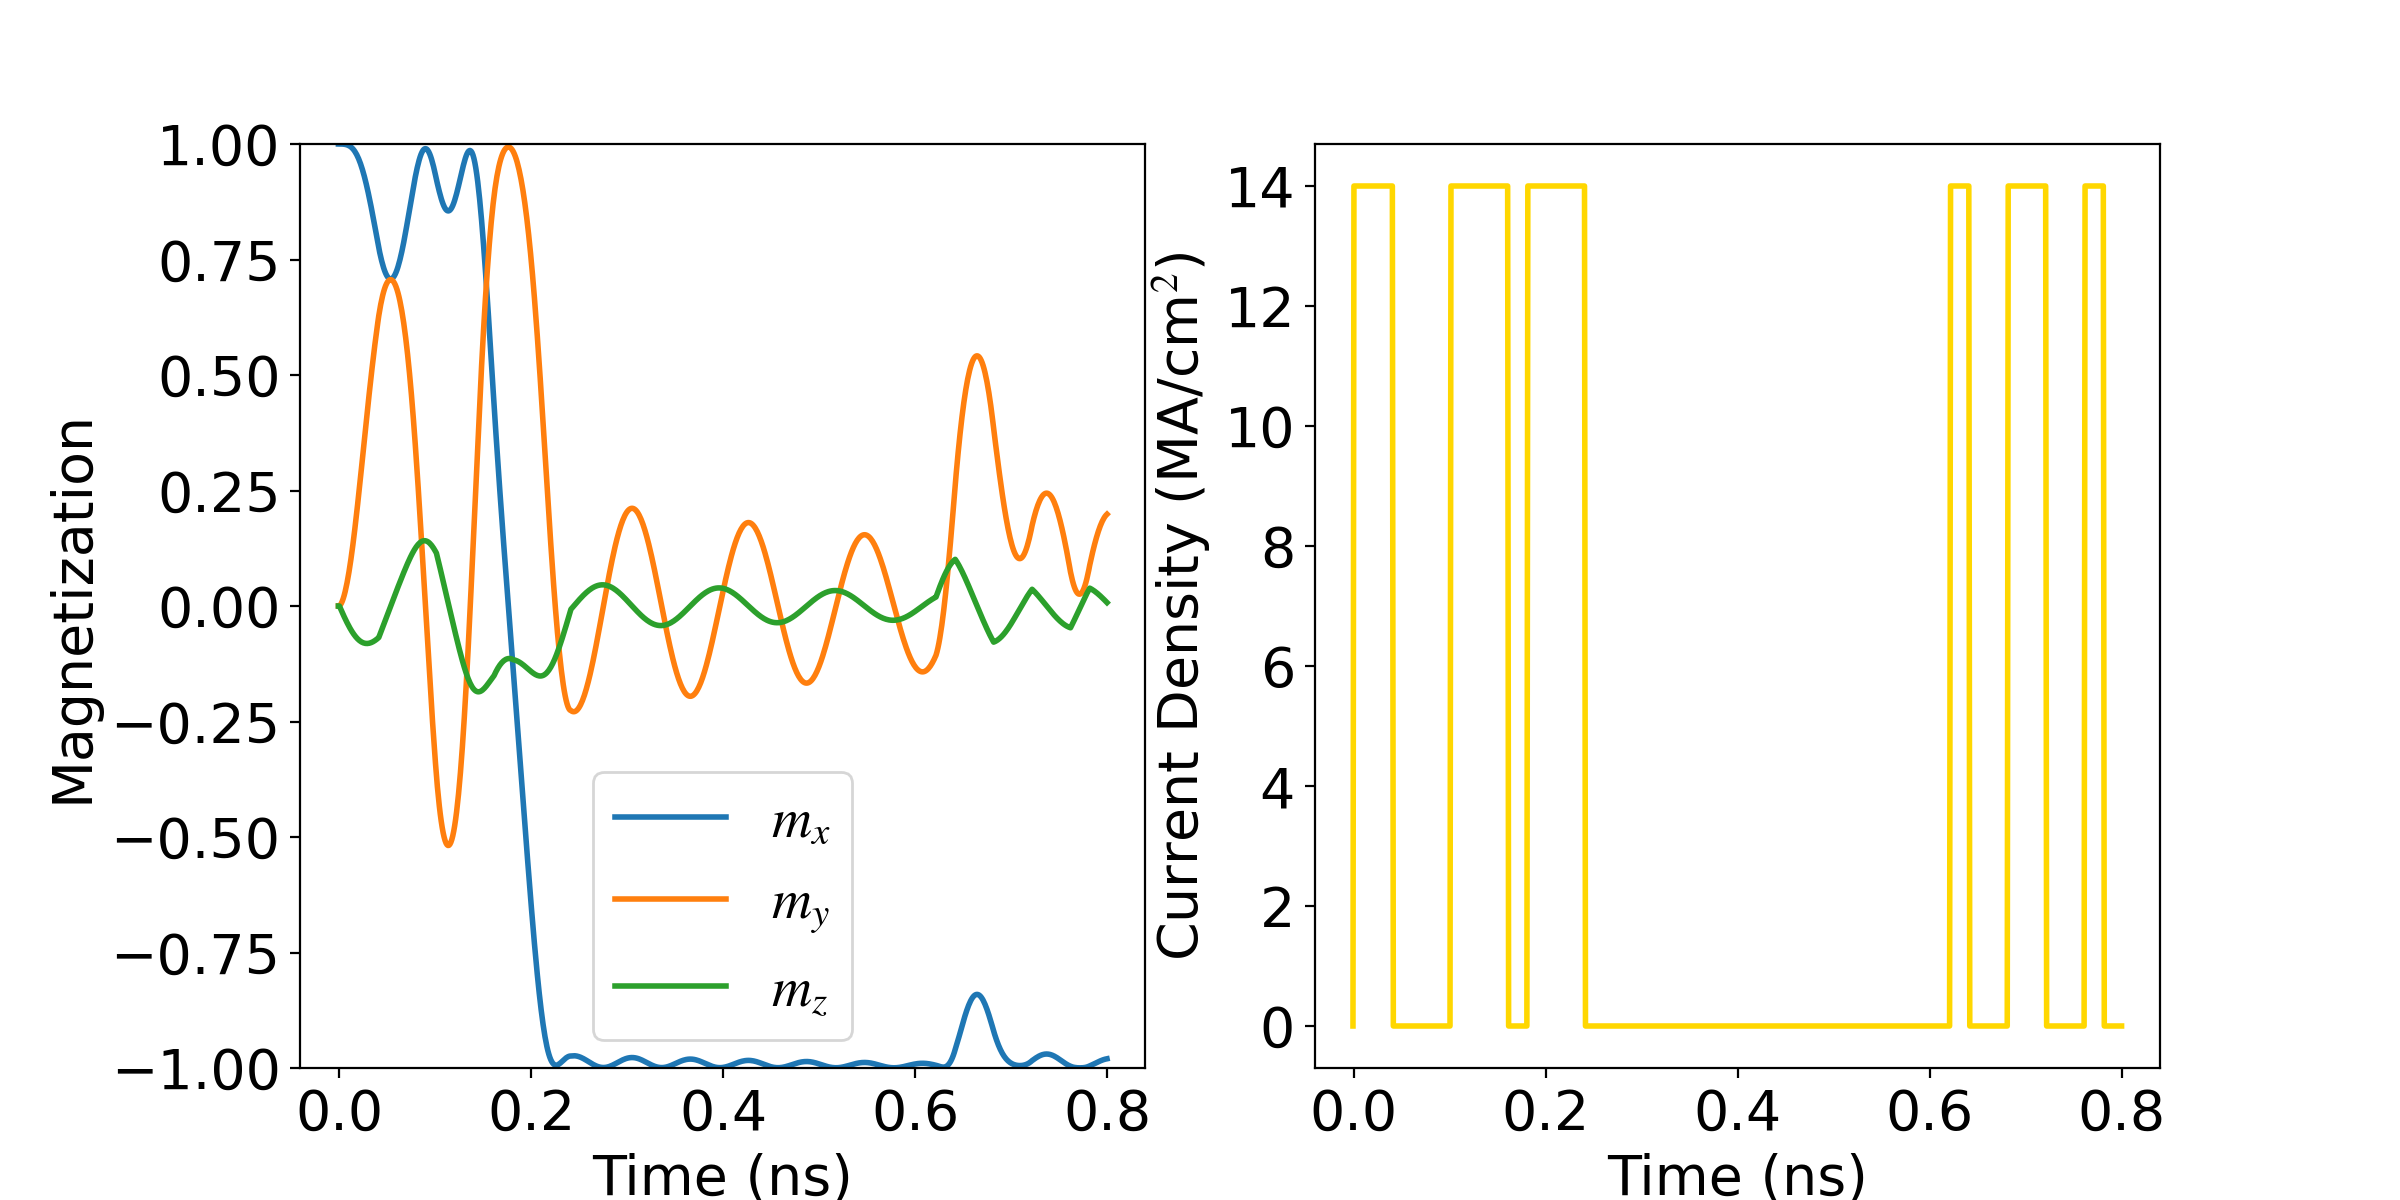 1.00
0.75
0.50
0.25
0.00
−0.25
−0.50
−0.75
−1.00
Magnetization
0.0 0.2 0.4 0.6 0.8
Time (ns)
m_x
m_y
m_z
14
12
10
8
6
4
2
0
Current Density (MA/cm²)
0.0 0.2 0.4 0.6 0.8
Time (ns)